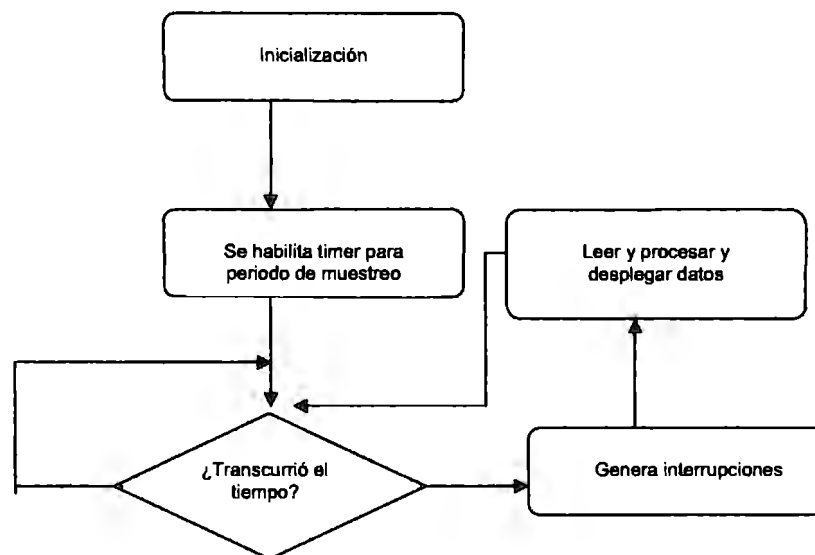 Inicialización
Se habilita timer para
periodo de muestreo
Leer y procesar y
desplegar datos
¿Transcurrió el
tiempo?
Genera interrupciones